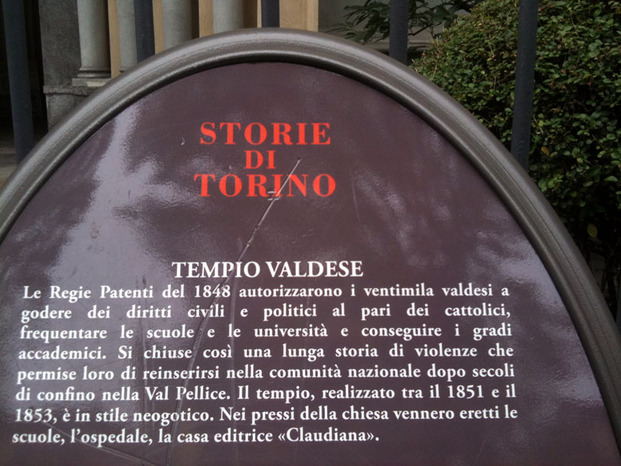 STORIE
DI
TORINO
TEMPIO VALDESE
Le Regie Patenti del 1848 autorizzarono i ventimila valdesi a
godere dei diritti civili e politici al pari dei cattolici,
frequentare le scuole e le università e conseguire i gradi
accademici. Si chiuse così una lunga storia di violenze che
permise loro di reinserirsi nella comunità nazionale dopo secoli
di confino nella Val Pellice. Il tempio, realizzato tra il 1851 e il
1853, è in stile neogotico. Nei pressi della chiesa vennero eretti le
scuole, l'ospedale, la casa editrice «Claudiana».